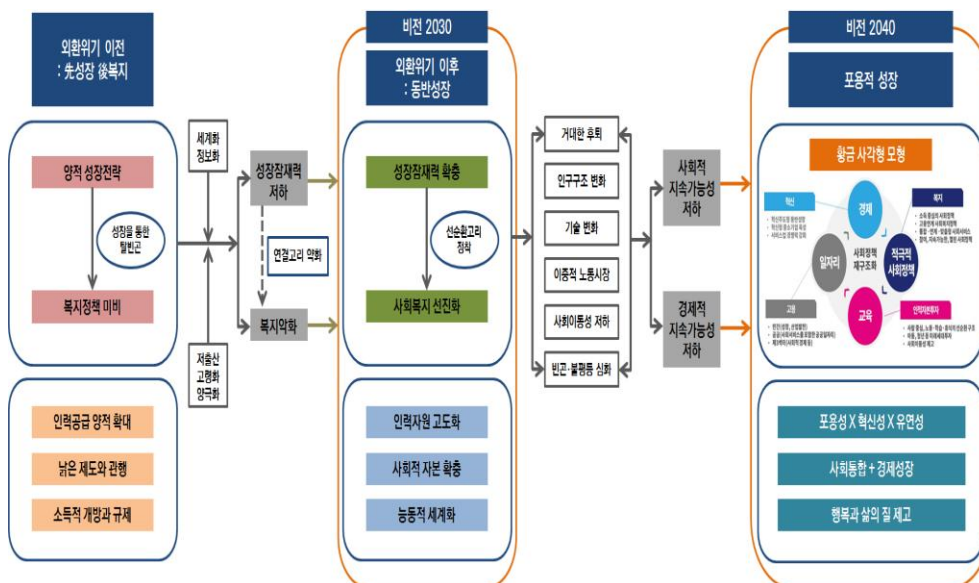 외환위기 이전
: 先성장 後복지
양적 성장전략
성장을 통한
탈빈곤
복지정책 미비
인력공급 양적 확대
낡은 제도와 관행
소득적 개방과 규제
세계화
정보화
저출산
고령화
양극화
성장잠재력
저하
연결고리 약화
복지약화
비전 2030
외환위기 이후
: 동반성장
성장잠재력 확충
선순환고리
정착
사회복지 선진화
인력자원 고도화
사회적 자본 확충
능동적 세계화
거대한 후퇴
인구구조 변화
기술 변화
이중적 노동시장
사회이동성 저하
빈곤·불평등 심화
사회적
지속가능성
저하
경제적
지속가능성
저하
비전 2040
포용적 성장
황금 사각형 모형
혁신
경제
복지
일자리
사회정책
재구조화
적극적
사회정책
고용
교육
인적자본투자
포용성 X 혁신성 X 유연성
사회통합 + 경제성장
행복과 삶의 질 제고